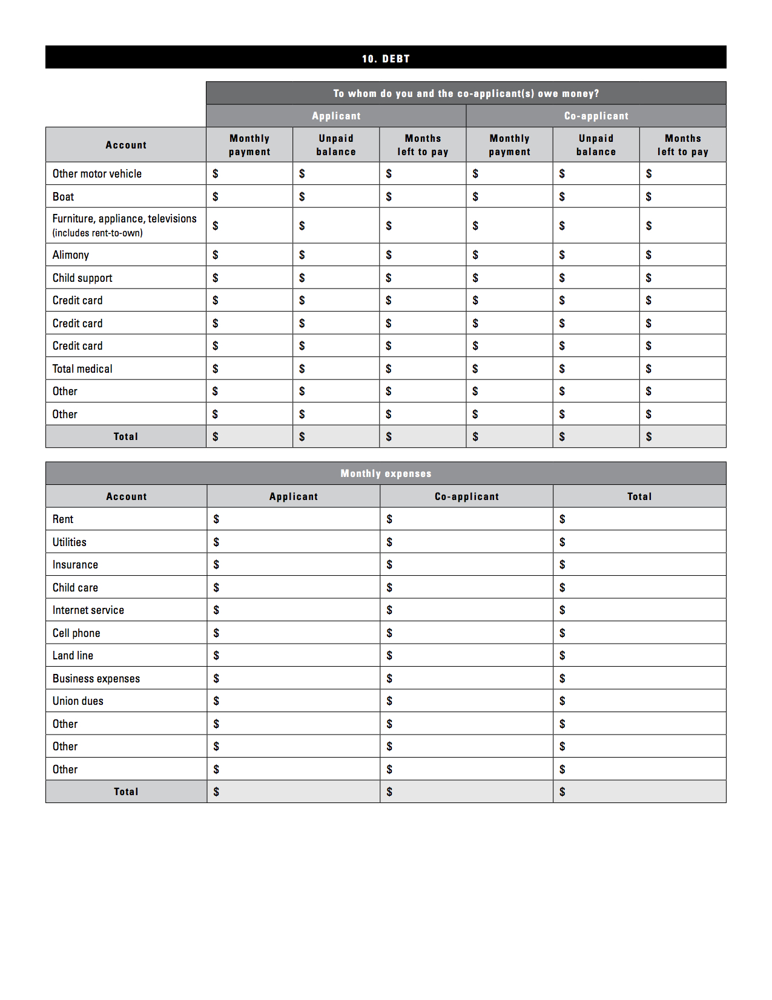 10. DEBT
To whom do you and the co-applicant(s) owe money?
Applicant Co-applicant
Account Monthly payment Unpaid balance Months left to pay Monthly payment Unpaid balance Months left to pay
Other motor vehicle $ $ $ $ $ $
Boat $ $ $ $ $ $
Furniture, appliance, televisions
(includes rent-to-own) $ $ $ $ $ $
Alimony $ $ $ $ $ $
Child support $ $ $ $ $ $
Credit card $ $ $ $ $ $
Credit card $ $ $ $ $ $
Credit card $ $ $ $ $ $
Total medical $ $ $ $ $ $
Other $ $ $ $ $ $
Other $ $ $ $ $ $
Total $ $ $ $ $ $
Monthly expenses
Account Applicant Co-applicant Total
Rent $ $ $
Utilities $ $ $
Insurance $ $ $
Child care $ $ $
Internet service $ $ $
Cell phone $ $ $
Land line $ $ $
Business expenses $ $ $
Union dues $ $ $
Other $ $ $
Other $ $ $
Other $ $ $
Total $ $ $